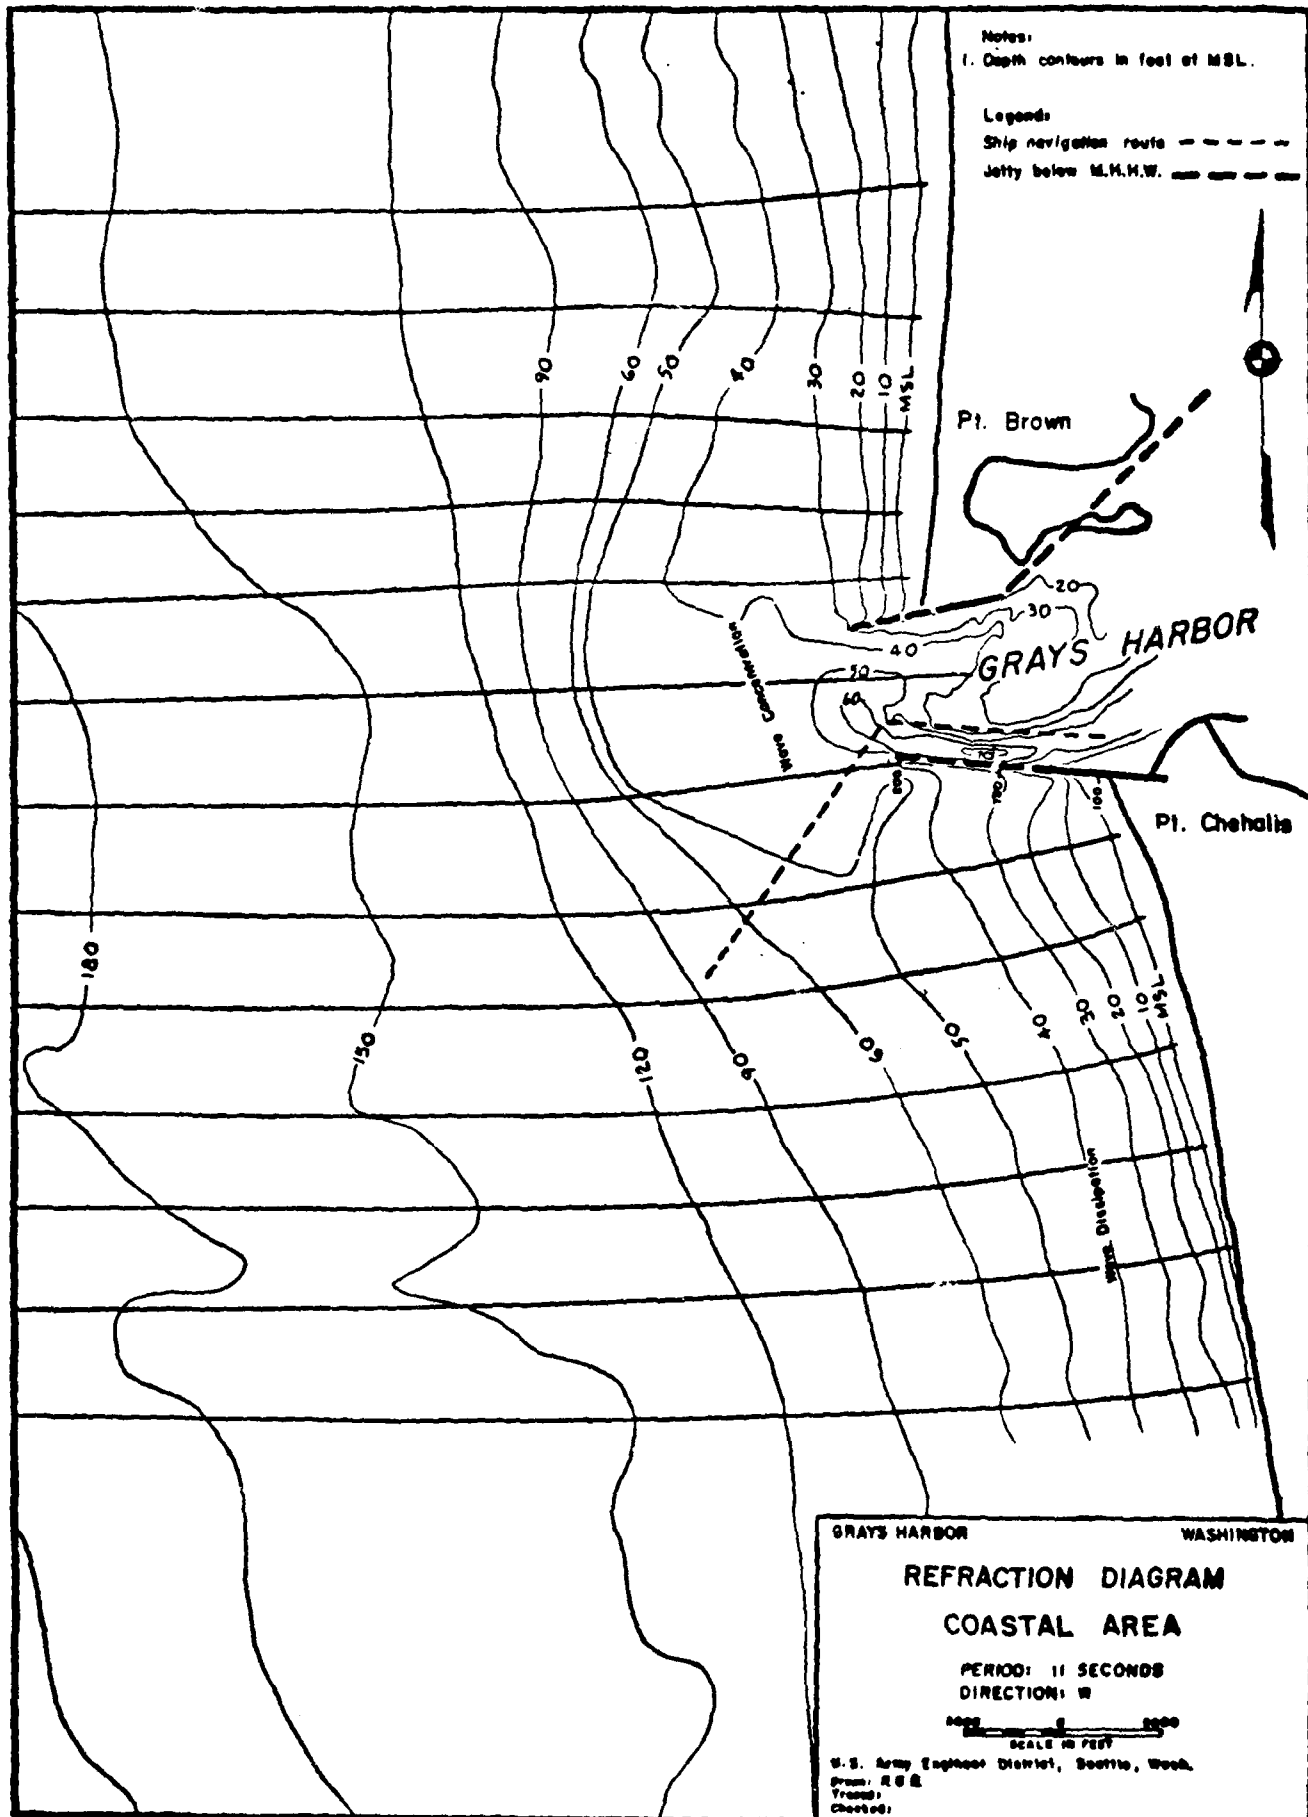 Notes:
1. Depth contours in feet at MSL.
Legend:
Ship navigation route
Jetty below M.H.H.W.
90
60
50
40
30
20
10
MSL
Pt. Brown
20
30
40
GRAYS HARBOR
50
60
Wave Concentration
70
100
Pt. Chehalis
180
150
120
90
60
50
40
30
20
10
MSL
Wave Dissipation
GRAYS HARBOR WASHINGTON
REFRACTION DIAGRAM
COASTAL AREA
PERIOD: 11 SECONDS
DIRECTION: W
0
SCALE IN FEET
U.S. Army Engineer District, Seattle, Wash.
Drawn:
Traced:
Checked: